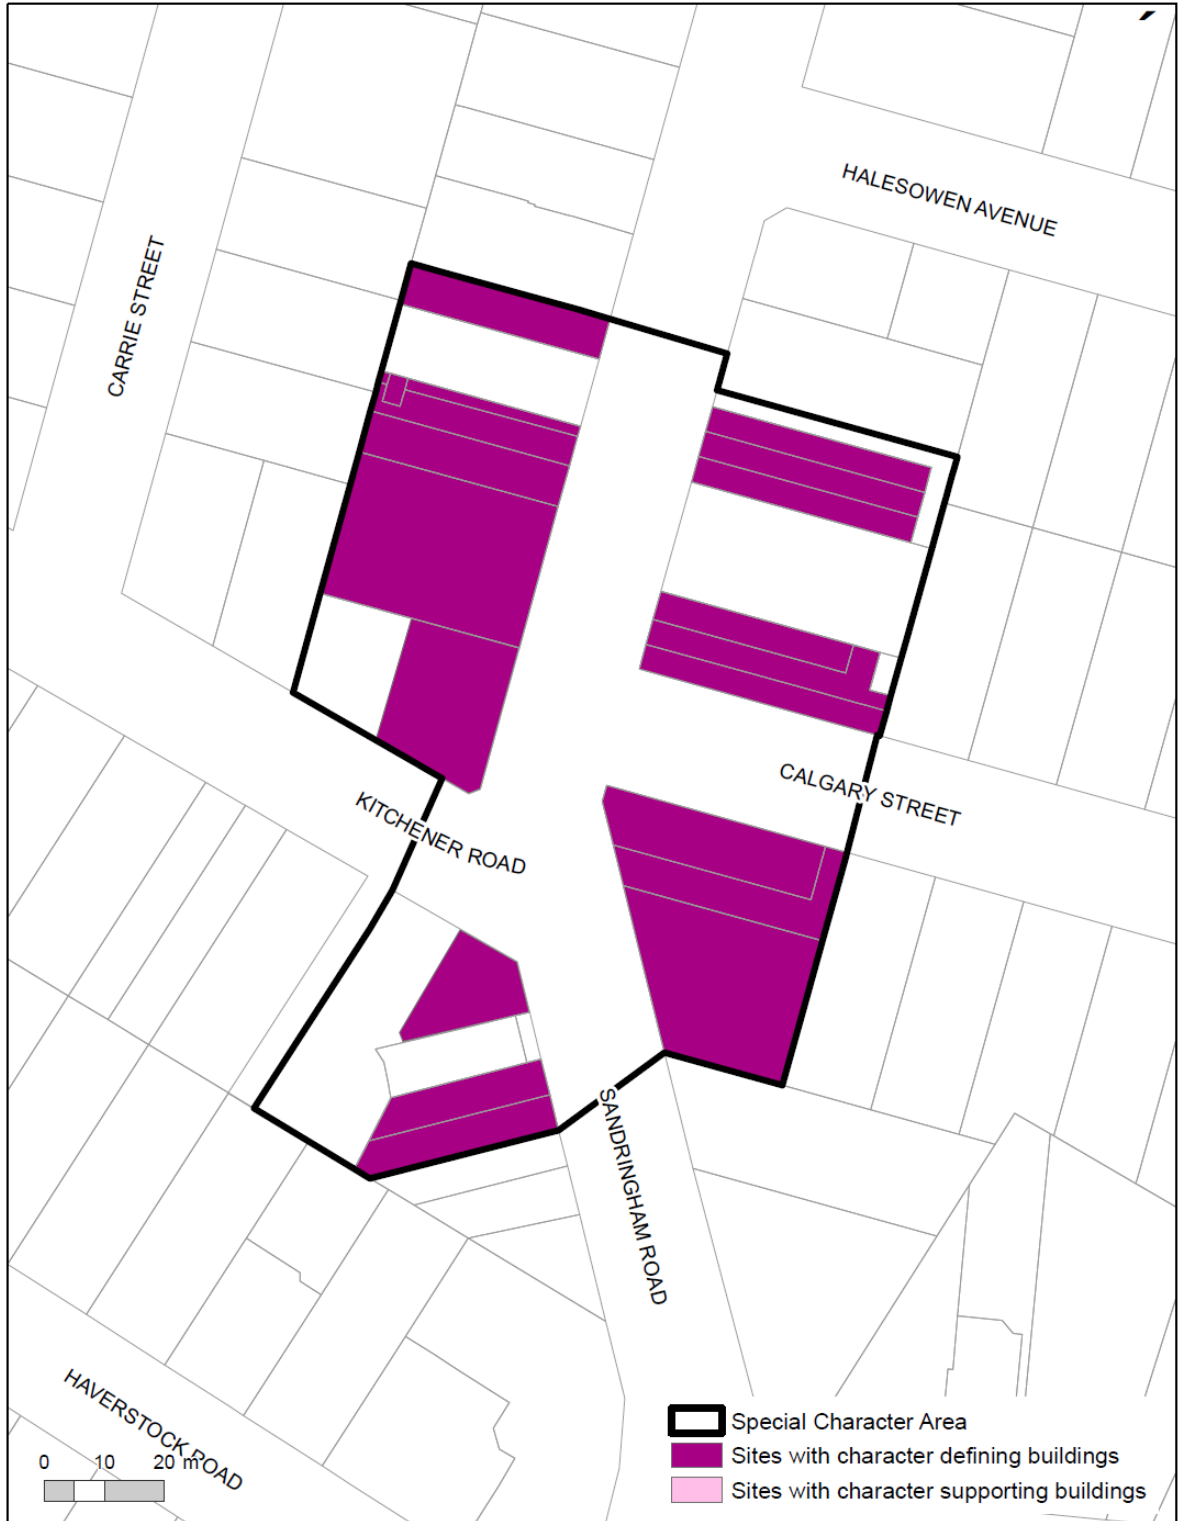 HALESOWEN AVENUE
CARRIE STREET
CALGARY STREET
KITCHENER ROAD
SANDRINGHAM ROAD
HAVERSTOCK ROAD
0 10 20 m
Special Character Area
Sites with character defining buildings
Sites with character supporting buildings